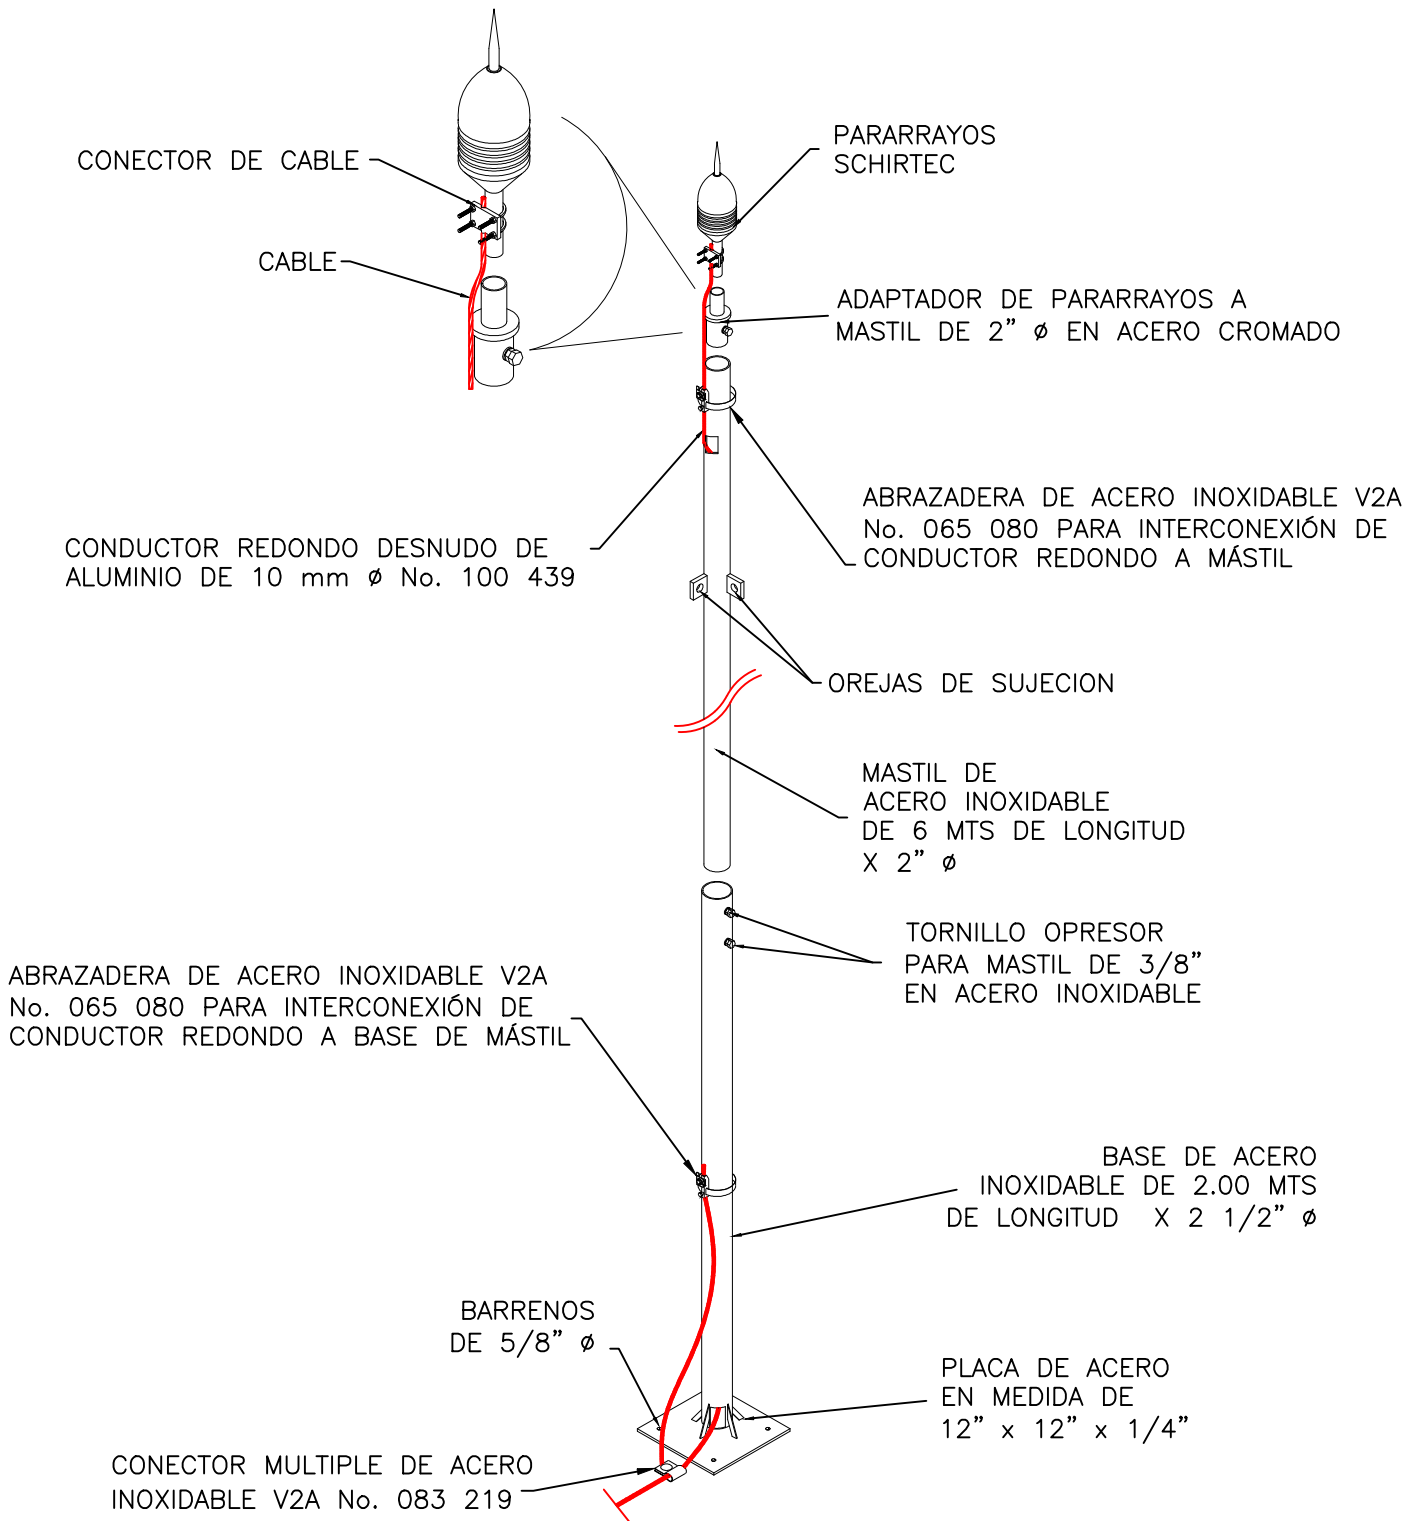 PARARRAYOS
SCHIRTEC
CONECTOR DE CABLE
CABLE
ADAPTADOR DE PARARRAYOS A
MASTIL DE 2” ø EN ACERO CROMADO
ABRAZADERA DE ACERO INOXIDABLE V2A
No. 065 080 PARA INTERCONEXIÓN DE
CONDUCTOR REDONDO A MÁSTIL
CONDUCTOR REDONDO DESNUDO DE
ALUMINIO DE 10 mm ø No. 100 439
OREJAS DE SUJECION
MASTIL DE
ACERO INOXIDABLE
DE 6 MTS DE LONGITUD
X 2” ø
TORNILLO OPRESOR
PARA MASTIL DE 3/8”
EN ACERO INOXIDABLE
ABRAZADERA DE ACERO INOXIDABLE V2A
No. 065 080 PARA INTERCONEXIÓN DE
CONDUCTOR REDONDO A BASE DE MÁSTIL
BASE DE ACERO
INOXIDABLE DE 2.00 MTS
DE LONGITUD X 2 1/2” ø
BARRENOS
DE 5/8” ø
PLACA DE ACERO
EN MEDIDA DE
12” x 12” x 1/4”
CONECTOR MULTIPLE DE ACERO
INOXIDABLE V2A No. 083 219